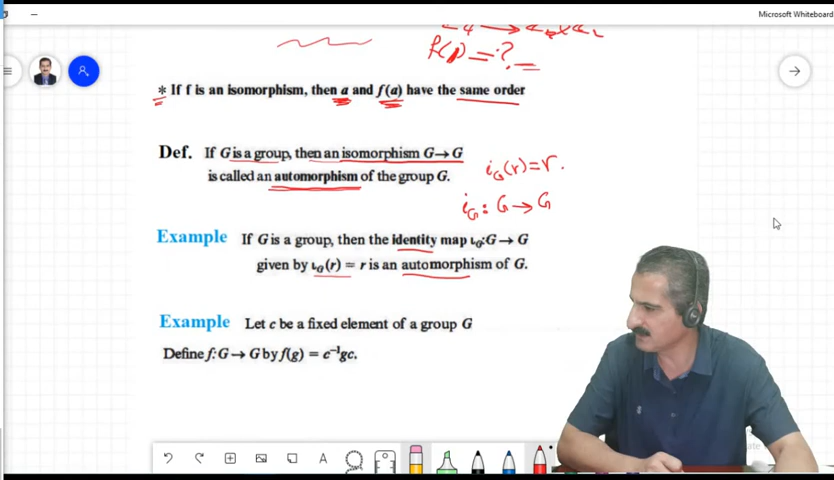 Microsoft Whiteboard
f(1) = ?
* If f is an isomorphism, then a and f(a) have the same order
Def. If G is a group, then an isomorphism G → G
is called an automorphism of the group G.
i_G(r) = r.
i_G : G → G
Example If G is a group, then the identity map ι_G: G → G
given by ι_G(r) = r is an automorphism of G.
Example Let c be a fixed element of a group G
Define f: G → G by f(g) = c⁻¹gc.
A